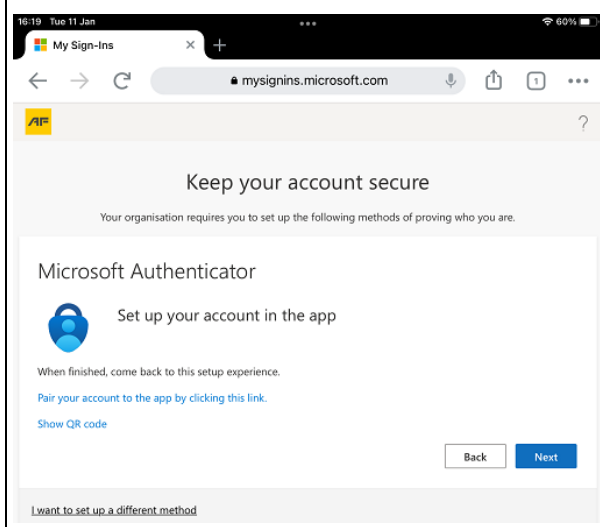 16:19 Tue 11 Jan
60%
My Sign-Ins
mysignins.microsoft.com
1
AF
?
Keep your account secure
Your organisation requires you to set up the following methods of proving who you are.
Microsoft Authenticator
Set up your account in the app
When finished, come back to this setup experience.
Pair your account to the app by clicking this link.
Show QR code
Back Next
I want to set up a different method